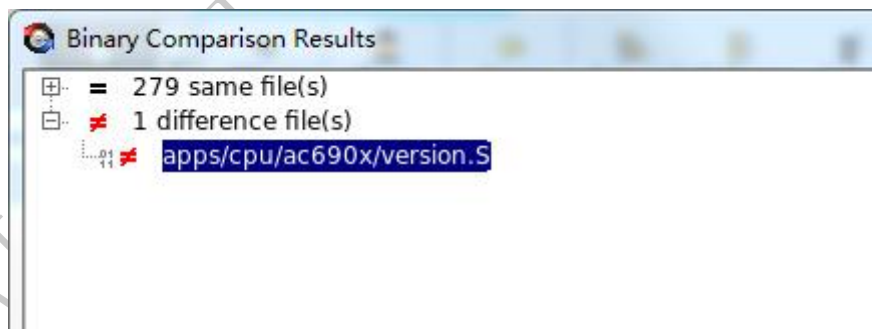 Binary Comparison Results
= 279 same file(s)
≠ 1 difference file(s)
≠ apps/cpu/ac690x/version.S